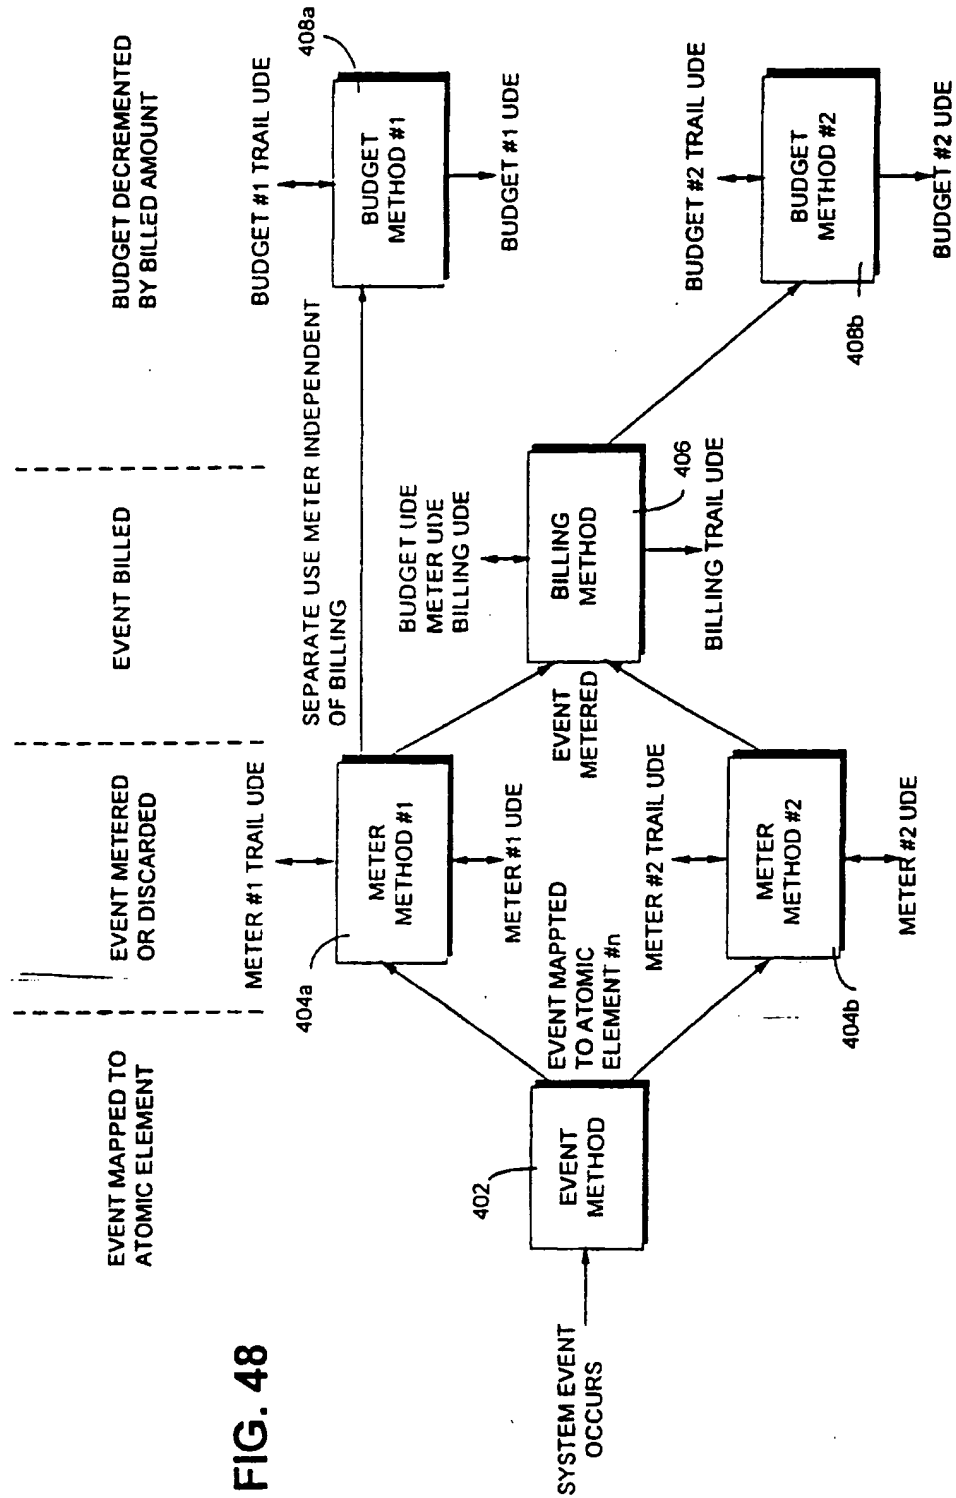 FIG. 48
EVENT MAPPED TO
ATOMIC ELEMENT
EVENT METERED
OR DISCARDED
EVENT BILLED
BUDGET DECREMENTED
BY BILLED AMOUNT
SYSTEM EVENT
OCCURS
402
EVENT
METHOD
EVENT MAPPTED
TO ATOMIC
ELEMENT #n
METER #1 TRAIL UDE
404a
METER
METHOD #1
METER #1 UDE
METER #2 TRAIL UDE
METER
METHOD #2
404b
METER #2 UDE
SEPARATE USE METER INDEPENDENT
OF BILLING
EVENT
METERED
BUDGET UDE
METER UDE
BILLING UDE
BILLING
METHOD
406
BILLING TRAIL UDE
BUDGET #1 TRAIL UDE
408a
BUDGET
METHOD #1
BUDGET #1 UDE
BUDGET #2 TRAIL UDE
BUDGET
METHOD #2
408b
BUDGET #2 UDE